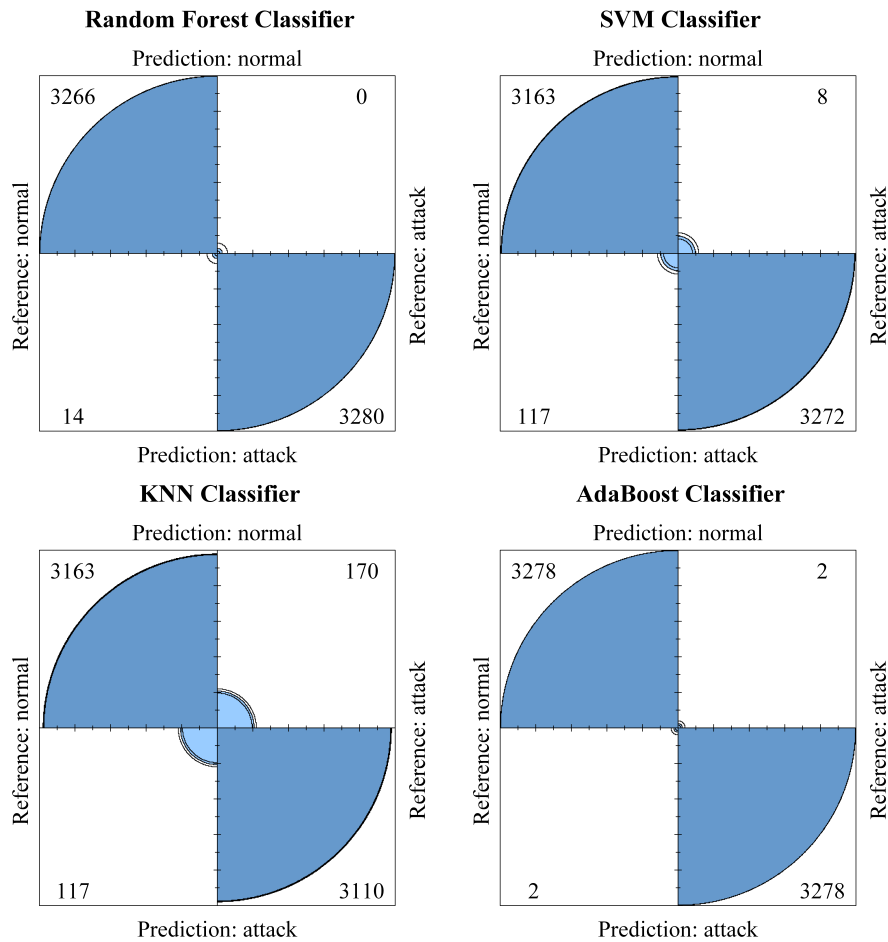 Random Forest Classifier
Prediction: normal
3266
0
Reference: normal
Reference: attack
14
3280
Prediction: attack
SVM Classifier
Prediction: normal
3163
8
Reference: normal
Reference: attack
117
3272
Prediction: attack
KNN Classifier
Prediction: normal
3163
170
Reference: normal
Reference: attack
117
3110
Prediction: attack
AdaBoost Classifier
Prediction: normal
3278
2
Reference: normal
Reference: attack
2
3278
Prediction: attack